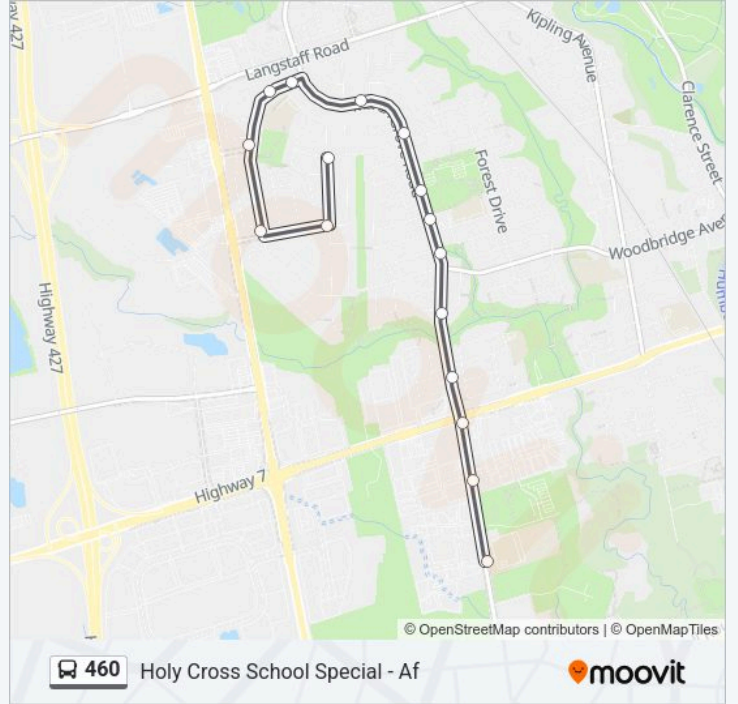 ay 427
Langstaff Road
Kipling Avenue
Clarence Street
Forest Drive
Woodbridge Ave
Highway 427
Highway 7
© OpenStreetMap contributors | © OpenMapTiles
460 Holy Cross School Special - Af
moovit